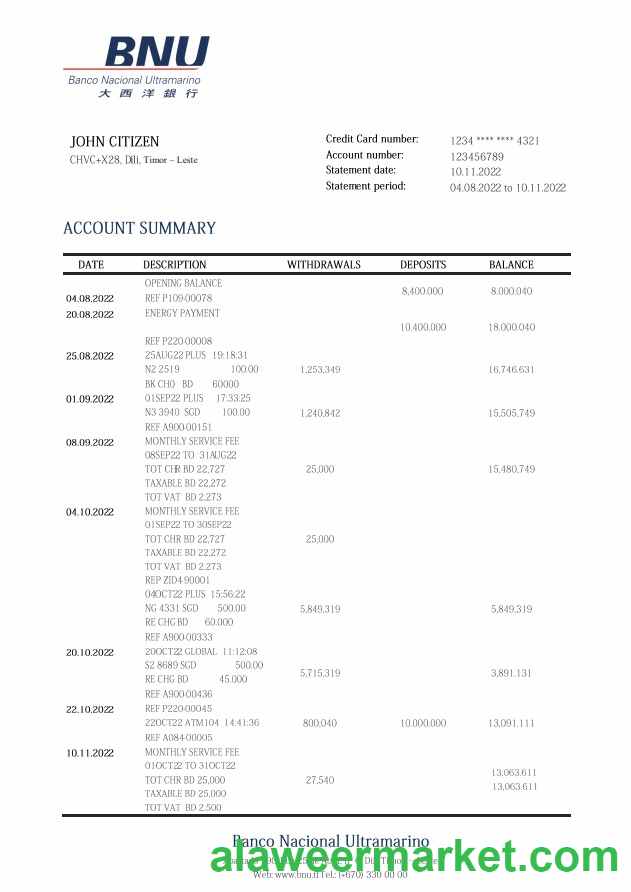 BNU
Banco Nacional Ultramarino
大西洋銀行
JOHN CITIZEN
CHVC+X28, Dili, Timor – Leste
Credit Card number: 1234 **** **** 4321
Account number: 123456789
Statement date: 10.11.2022
Statement period: 04.08.2022 to 10.11.2022
ACCOUNT SUMMARY
DATE DESCRIPTION WITHDRAWALS DEPOSITS BALANCE
OPENING BALANCE
8,400.000 8.000.040
04.08.2022 REF P109-00078
20.08.2022 ENERGY PAYMENT
10.400.000 18.000.040
REF P220-00008
25.08.2022 25AUG22 PLUS 19:18:31
N2 2519 100.00 1,253,349 16,746.631
BK CHO BD 60000
01.09.2022 01SEP22 PLUS 17:33:25
N3 3940 SGD 100.00 1,240,842 15,505,749
REF A900-00151
08.09.2022 MONTHLY SERVICE FEE
08SEP22 TO 31AUG22
TOT CHR BD 22,727 25,000 15,480,749
TAXABLE BD 22,272
TOT VAT BD 2,273
04.10.2022 MONTHLY SERVICE FEE
01SEP22 TO 30SEP22
TOT CHR BD 22,727 25,000
TAXABLE BD 22,272
TOT VAT BD 2,273
REP ZID4 90001
04OCT22 PLUS 15:56:22
NG 4331 SGD 500.00 5,849,319 5,849,319
RE CHG BD 60.000
REF A900-00333
20.10.2022 20OCT22 GLOBAL 11:12:08
S2 8689 SGD 500.00
5,715,319 3,891.131
RE CHG BD 45.000
REF A900-00436
22.10.2022 REF P220-00045
22OCT22 ATM104 14:41:36 800,040 10.000,000 13,091,111
REF A084-00005
10.11.2022 MONTHLY SERVICE FEE
01OCT22 TO 31OCT22
13,063.611
TOT CHR BD 25,000 27,540
13,063.611
TAXABLE BD 25,000
TOT VAT BD 2,500
Banco Nacional Ultramarino
alaweermarket.com
Web: www.bnu.tl Tel.: (+670) 330 00 00